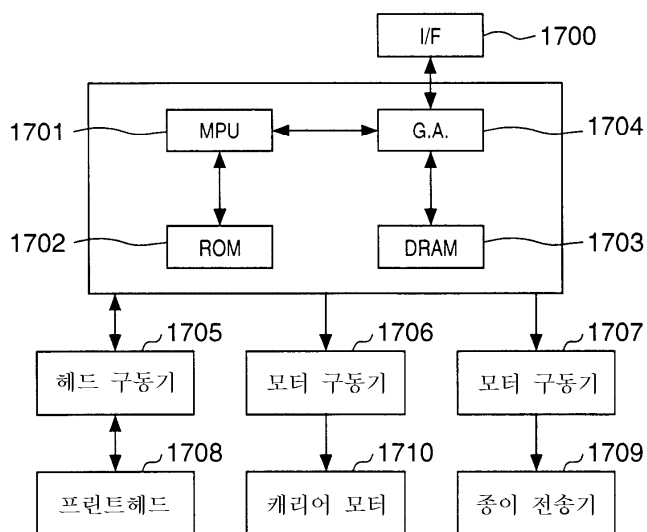 I/F
1700
1701
MPU
G.A.
1704
1702
ROM
DRAM
1703
1705
1706
1707
헤드 구동기
모터 구동기
모터 구동기
1708
1710
1709
프린트헤드
캐리어 모터
종이 전송기